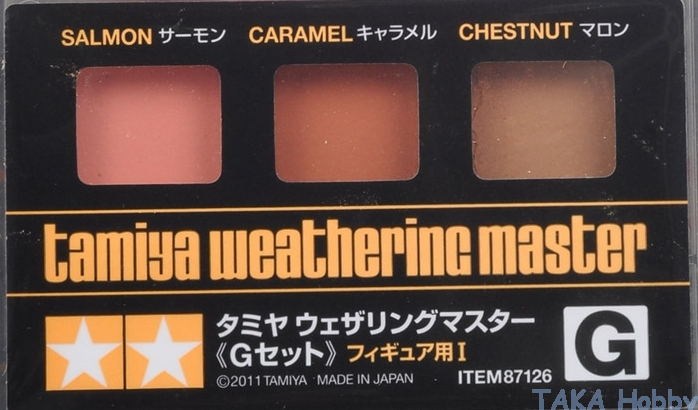 SALMON サーモン CARAMEL キャラメル CHESTNUT マロン
tamiya weathering master
タミヤ ウェザリングマスター
《Gセット》 フィギュア用I
G
©2011 TAMIYA MADE IN JAPAN ITEM87126
TAKA Hobby